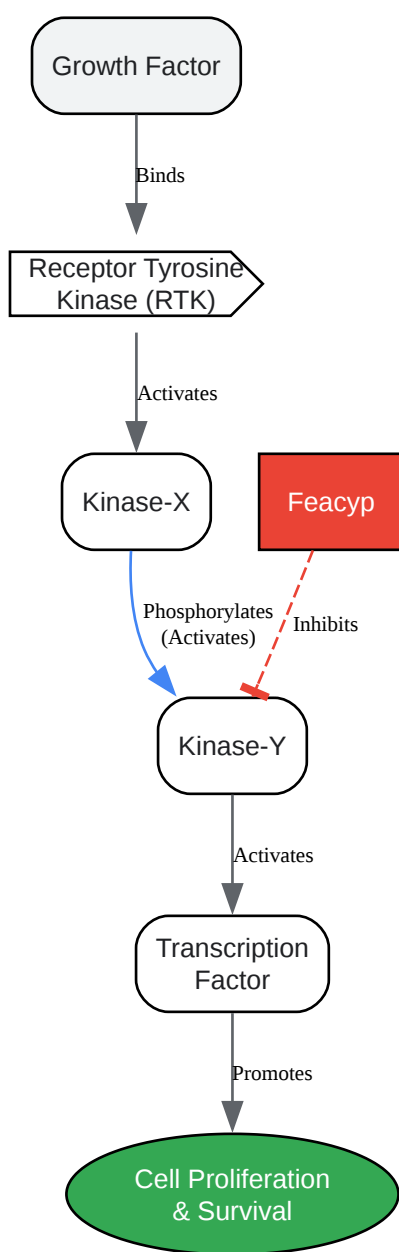 Growth Factor
Binds
Receptor Tyrosine
Kinase (RTK)
Activates
Kinase-X
Feacyp
Phosphorylates
(Activates)
Inhibits
Kinase-Y
Activates
Transcription
Factor
Promotes
Cell Proliferation
& Survival